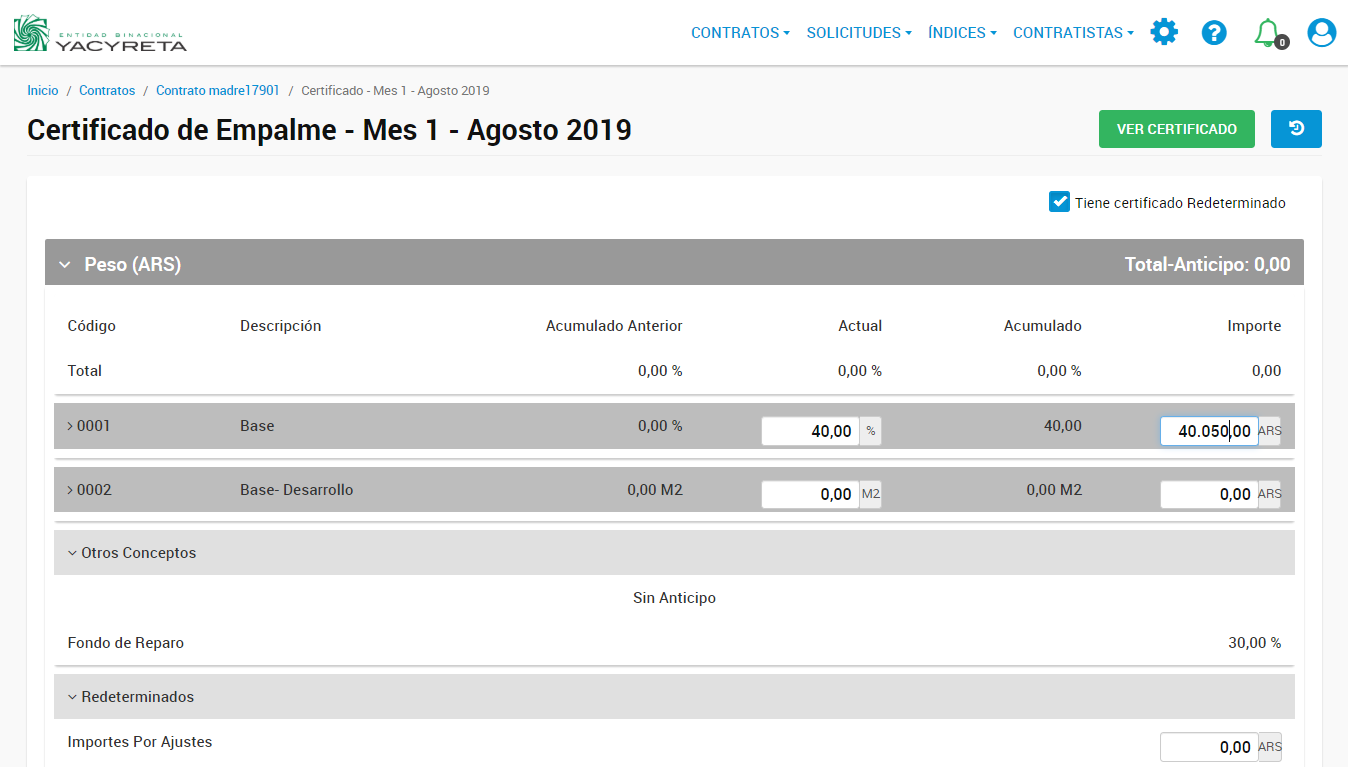 ENTIDAD BINACIONAL
YACYRETA
CONTRATOS SOLICITUDES ÍNDICES CONTRATISTAS ? 0
Inicio / Contratos / Contrato madre17901 / Certificado - Mes 1 - Agosto 2019
Certificado de Empalme - Mes 1 - Agosto 2019
VER CERTIFICADO
Tiene certificado Redeterminado
Peso (ARS) Total-Anticipo: 0,00
Código Descripción Acumulado Anterior Actual Acumulado Importe
Total 0,00 % 0,00 % 0,00 % 0,00
0001 Base 0,00 % 40,00 % 40,00 40.050,00 ARS
0002 Base- Desarrollo 0,00 M2 0,00 M2 0,00 M2 0,00 ARS
Otros Conceptos
Sin Anticipo
Fondo de Reparo 30,00 %
Redeterminados
Importes Por Ajustes 0,00 ARS